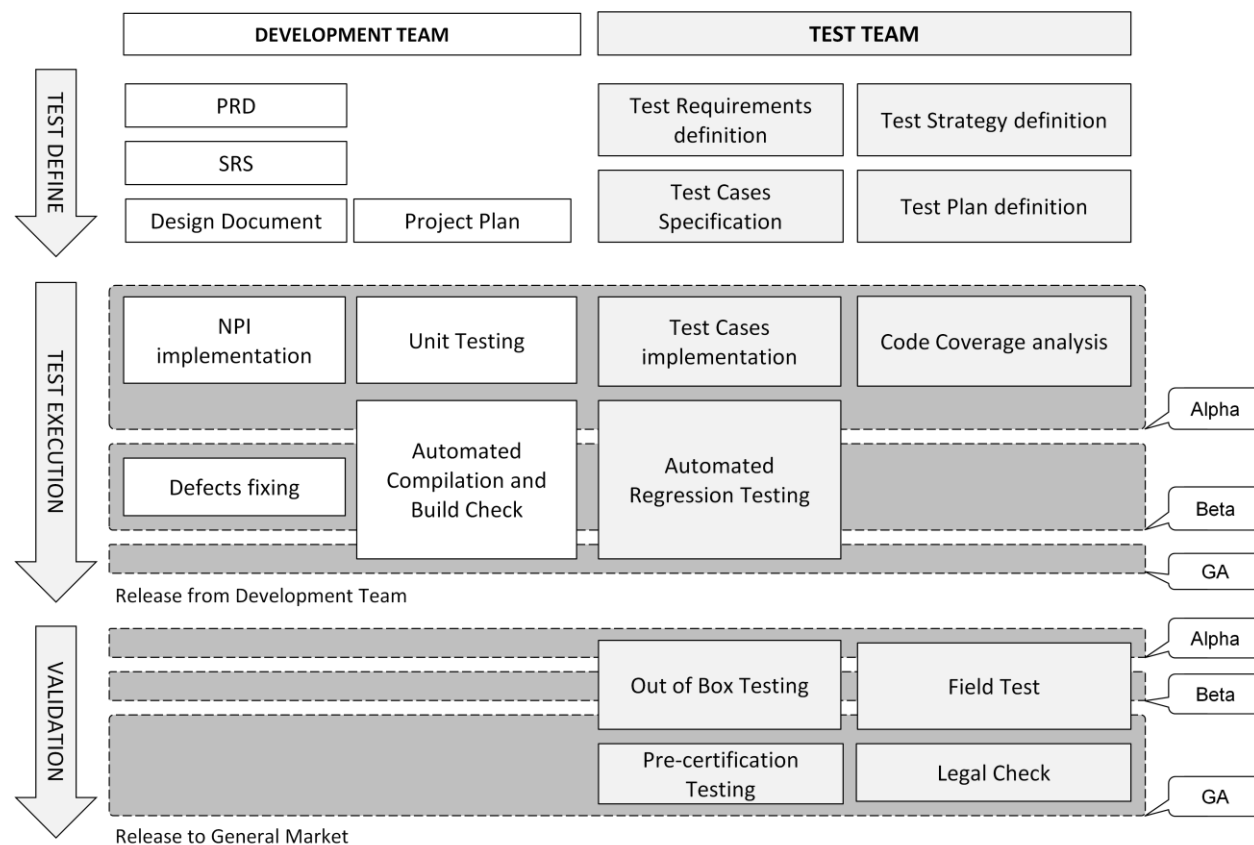 DEVELOPMENT TEAM
TEST TEAM
TEST DEFINE
PRD
SRS
Design Document
Project Plan
Test Requirements
definition
Test Strategy definition
Test Cases
Specification
Test Plan definition
TEST EXECUTION
NPI
implementation
Unit Testing
Test Cases
implementation
Code Coverage analysis
Alpha
Defects fixing
Automated
Compilation and
Build Check
Automated
Regression Testing
Beta
GA
Release from Development Team
VALIDATION
Alpha
Out of Box Testing
Field Test
Beta
Pre-certification
Testing
Legal Check
GA
Release to General Market